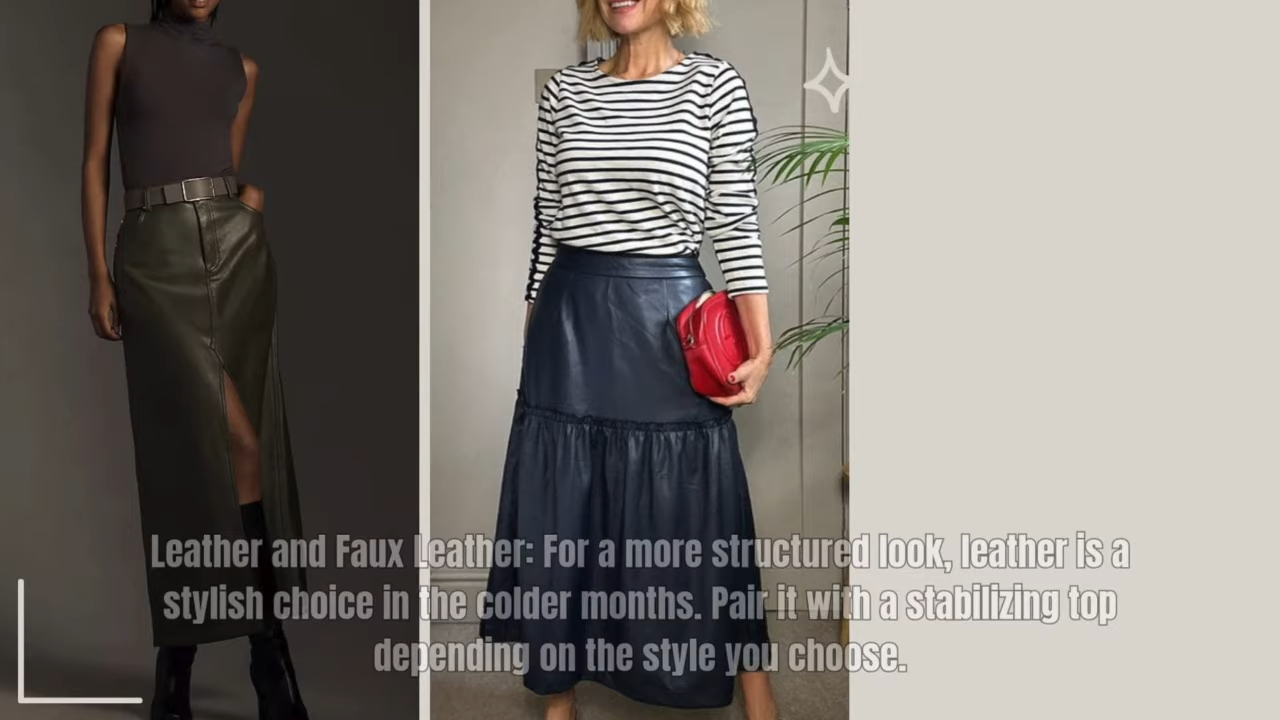 Leather and Faux Leather: For a more structured look, leather is a
stylish choice in the colder months. Pair it with a stabilizing top
depending on the style you choose.